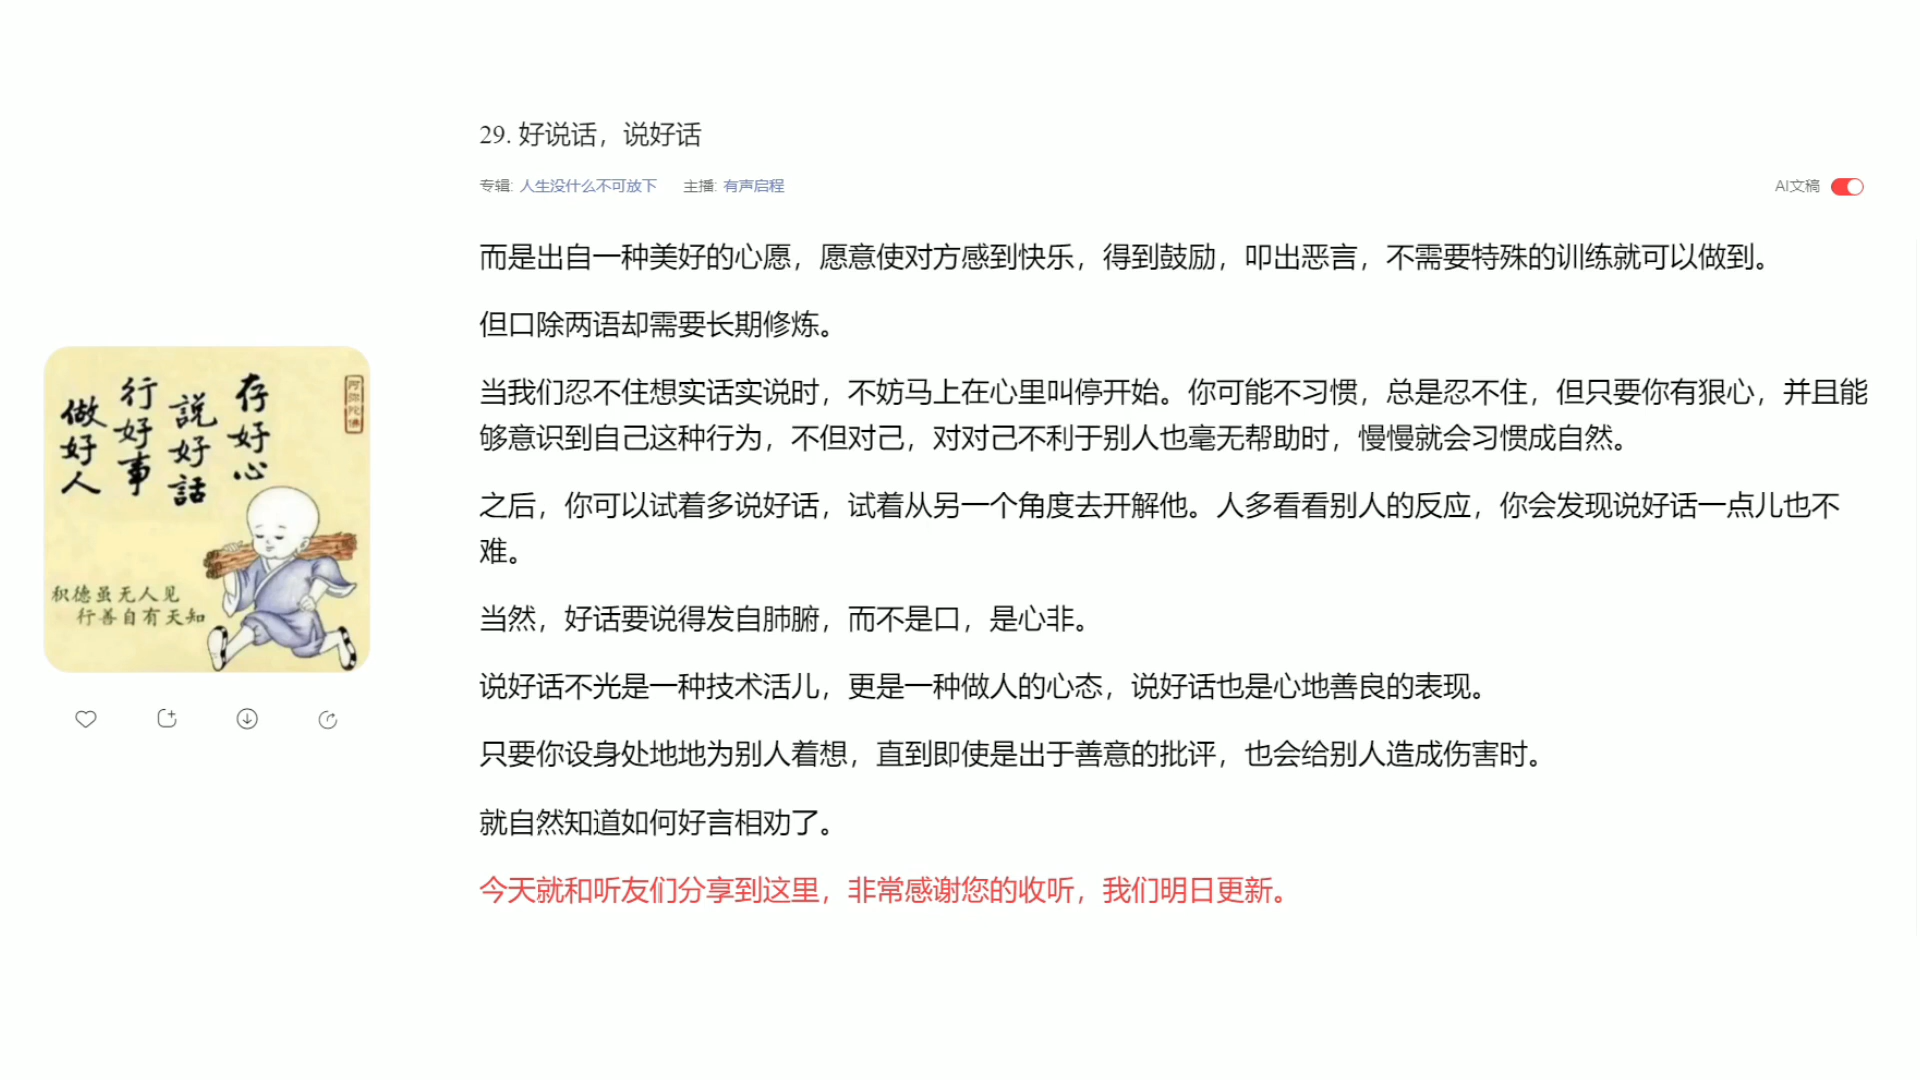 29. 好说话，说好话
专辑: 人生没什么不可放下 主播: 有声启程
AI文稿
而是出自一种美好的心愿，愿意使对方感到快乐，得到鼓励，叩出恶言，不需要特殊的训练就可以做到。
但口除两语却需要长期修炼。
当我们忍不住想实话实说时，不妨马上在心里叫停开始。你可能不习惯，总是忍不住，但只要你有狠心，并且能
够意识到自己这种行为，不但对己，对对己不利于别人也毫无帮助时，慢慢就会习惯成自然。
之后，你可以试着多说好话，试着从另一个角度去开解他。人多看看别人的反应，你会发现说好话一点儿也不
难。
当然，好话要说得发自肺腑，而不是口，是心非。
说好话不光是一种技术活儿，更是一种做人的心态，说好话也是心地善良的表现。
只要你设身处地地为别人着想，直到即使是出于善意的批评，也会给别人造成伤害时。
就自然知道如何好言相劝了。
今天就和听友们分享到这里，非常感谢您的收听，我们明日更新。
阿弥陀佛
存好心
説好話
行好事
做好人
积德虽无人见
行善自有天知